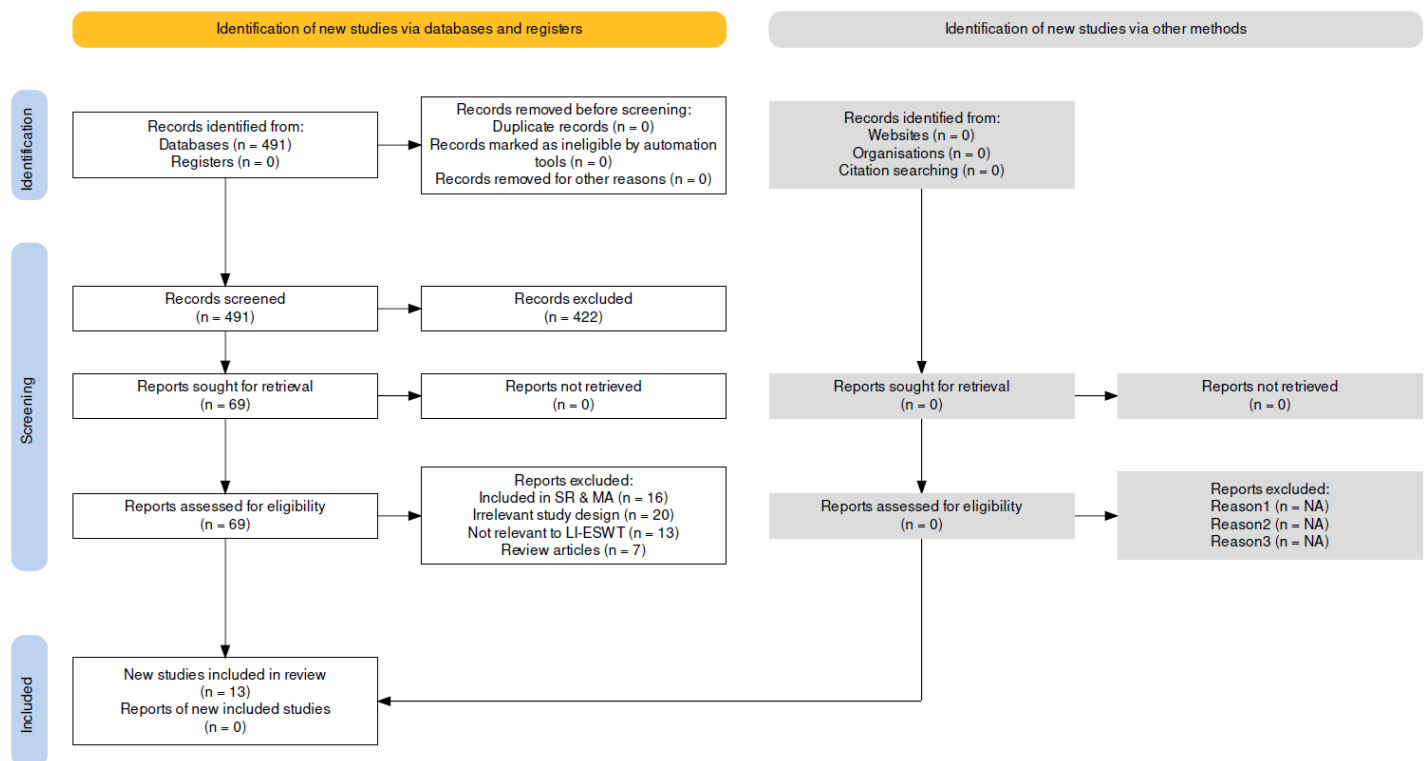 Identification of new studies via databases and registers
Identification of new studies via other methods
Identification
Records identified from:
Databases (n = 491)
Registers (n = 0)
Records removed before screening:
Duplicate records (n = 0)
Records marked as ineligible by automation
tools (n = 0)
Records removed for other reasons (n = 0)
Records identified from:
Websites (n = 0)
Organisations (n = 0)
Citation searching (n = 0)
Screening
Records screened
(n = 491)
Records excluded
(n = 422)
Reports sought for retrieval
(n = 69)
Reports not retrieved
(n = 0)
Reports sought for retrieval
(n = 0)
Reports not retrieved
(n = 0)
Reports assessed for eligibility
(n = 69)
Reports excluded:
Included in SR & MA (n = 16)
Irrelevant study design (n = 20)
Not relevant to LI-ESWT (n = 13)
Review articles (n = 7)
Reports assessed for eligibility
(n = 0)
Reports excluded:
Reason1 (n = NA)
Reason2 (n = NA)
Reason3 (n = NA)
Included
New studies included in review
(n = 13)
Reports of new included studies
(n = 0)